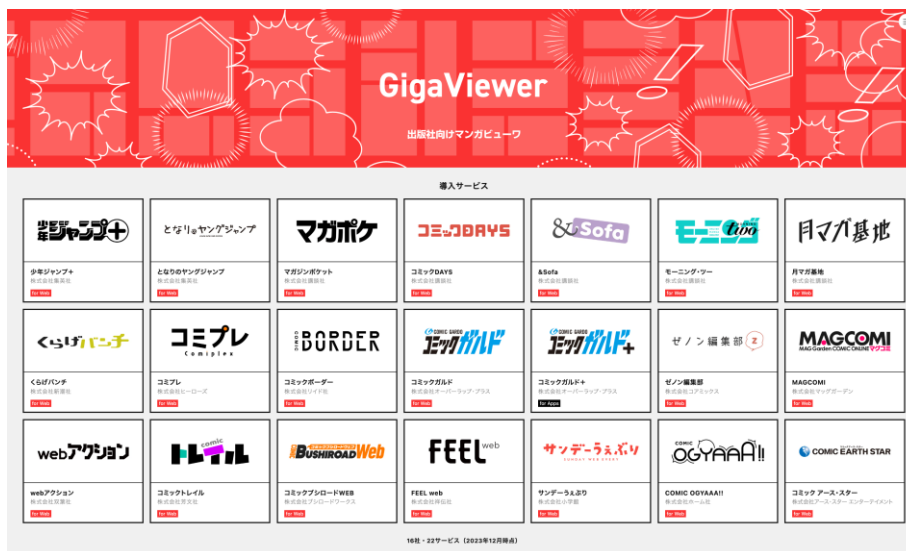 GigaViewer
出版社向けマンガビューワ
導入サービス
少年ジャンプ+
となりのヤングジャンプ
マガポケ
コミックDAYS
&Sofa
モーニングtwo
月マガ基地
少年ジャンプ+
株式会社集英社
for Web
となりのヤングジャンプ
株式会社集英社
for Web
マガジンポケット
株式会社講談社
for Web
コミックDAYS
株式会社講談社
for Web
&Sofa
株式会社講談社
for Web
モーニング・ツー
株式会社講談社
for Web
月マガ基地
株式会社講談社
for Web
くらげバンチ
コミプレ
Comiplex
BORDER
COMIC GARDO
コミックガルド
COMIC GARDO
コミックガルド+
ゼノン編集部
Z
MAGCOMI
MAG Garden COMIC ONLINE マグコミ
くらげバンチ
株式会社新潮社
for Web
コミプレ
株式会社ヒーローズ
for Web
コミックボーダー
株式会社リイド社
for Web
コミックガルド
株式会社オーバーラップ・プラス
for Web
コミックガルド+
株式会社オーバーラップ・プラス
for Apps
ゼノン編集部
株式会社コアミックス
for Web
MAGCOMI
株式会社マッグガーデン
for Web
webアクション
comic
トレイル
BUSHIROAD Web
FEEL web
サンデーうぇぶり
SUNDAY WEB EVERY
COMIC
OGYAAA!!
COMIC EARTH STAR
webアクション
株式会社双葉社
for Web
コミックトレイル
株式会社芳文社
for Web
コミックブシロードWEB
株式会社ブシロードワークス
for Web
FEEL web
株式会社祥伝社
for Web
サンデーうぇぶり
株式会社小学館
for Web
COMIC OGYAAA!!
株式会社ホーム社
for Web
コミック アース・スター
株式会社アース・スター エンターテイメント
for Web
16社・22サービス(2023年12月時点)